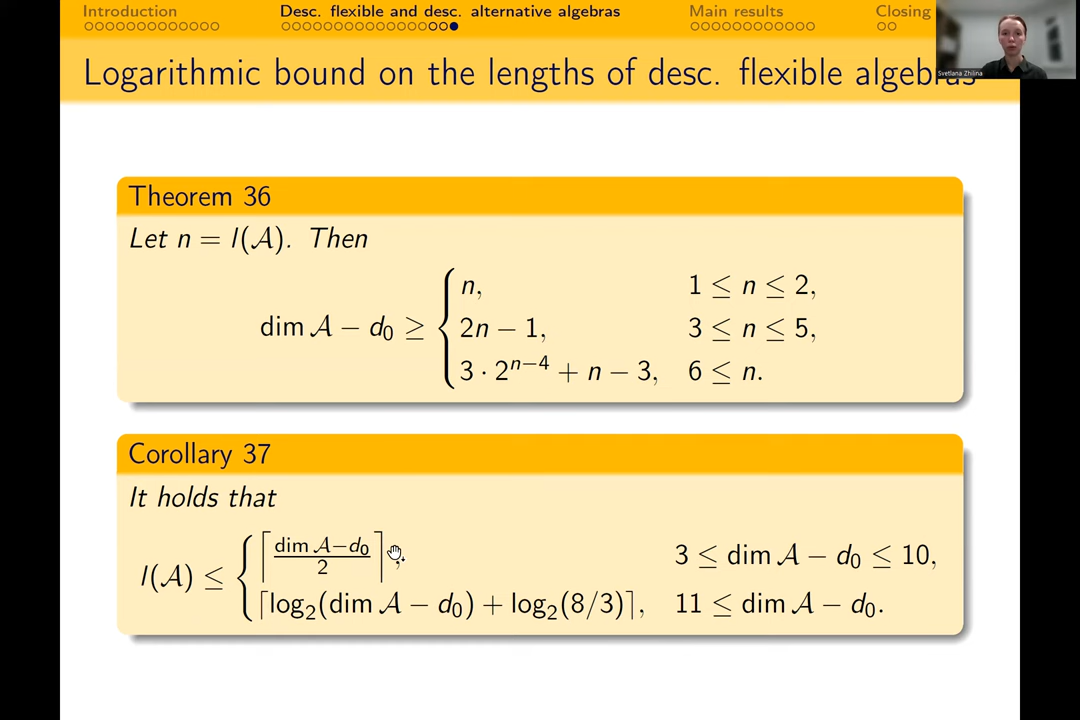 Introduction Desc. flexible and desc. alternative algebras Main results Closing
Svetlana Zhilina
Logarithmic bound on the lengths of desc. flexible algebras
Theorem 36
Let n = l(𝒜). Then
dim 𝒜 − d₀ ≥ { n, 1 ≤ n ≤ 2,
2n − 1, 3 ≤ n ≤ 5,
3 · 2ⁿ⁻⁴ + n − 3, 6 ≤ n.
Corollary 37
It holds that
l(𝒜) ≤ { ⌈(dim 𝒜−d₀)/2⌉, 3 ≤ dim 𝒜 − d₀ ≤ 10,
⌈log₂(dim 𝒜 − d₀) + log₂(8/3)⌉, 11 ≤ dim 𝒜 − d₀.